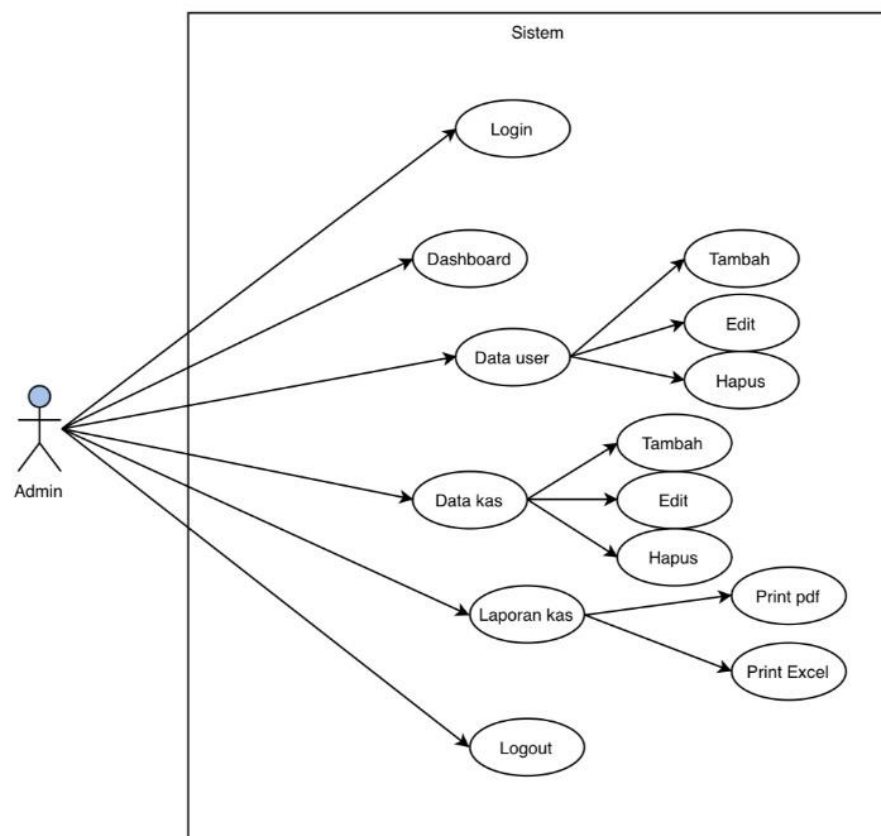 Sistem
Login
Dashboard
Tambah
Edit
Data user
Hapus
Admin
Tambah
Data kas
Edit
Hapus
Print pdf
Laporan kas
Print Excel
Logout